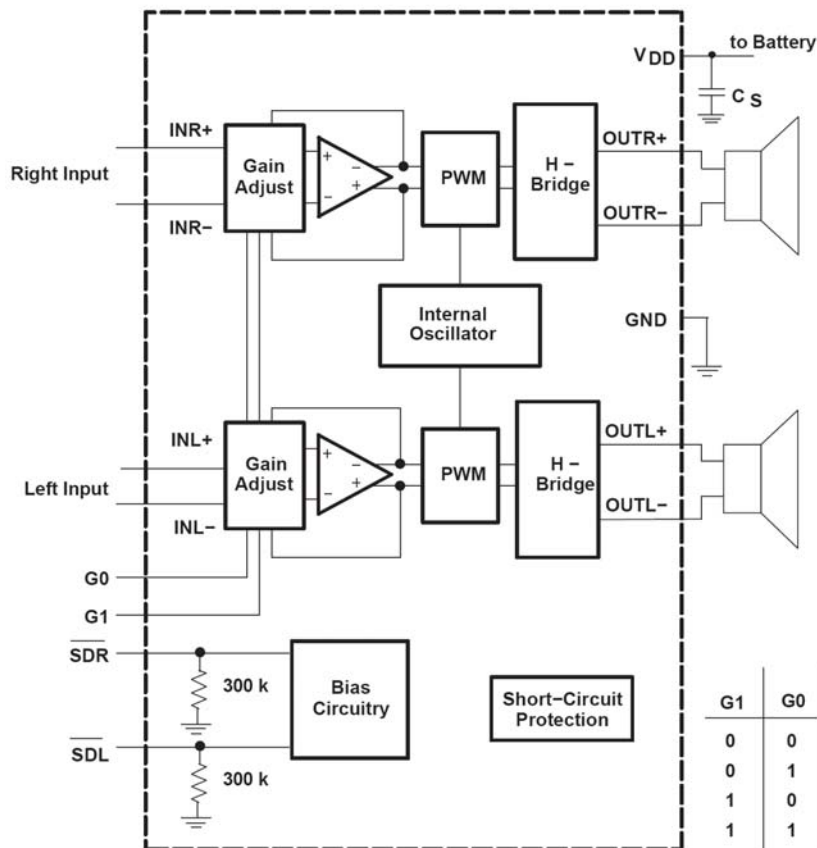 to Battery
VDD
CS
INR+
Right Input
INR−
Gain Adjust
+
−
−
+
PWM
H − Bridge
OUTR+
OUTR−
Internal Oscillator
GND
INL+
Left Input
INL−
Gain Adjust
+
−
−
+
PWM
H − Bridge
OUTL+
OUTL−
G0
G1
SDR
300 k
Bias Circuitry
SDL
300 k
Short−Circuit Protection
G1 G0
0 0
0 1
1 0
1 1